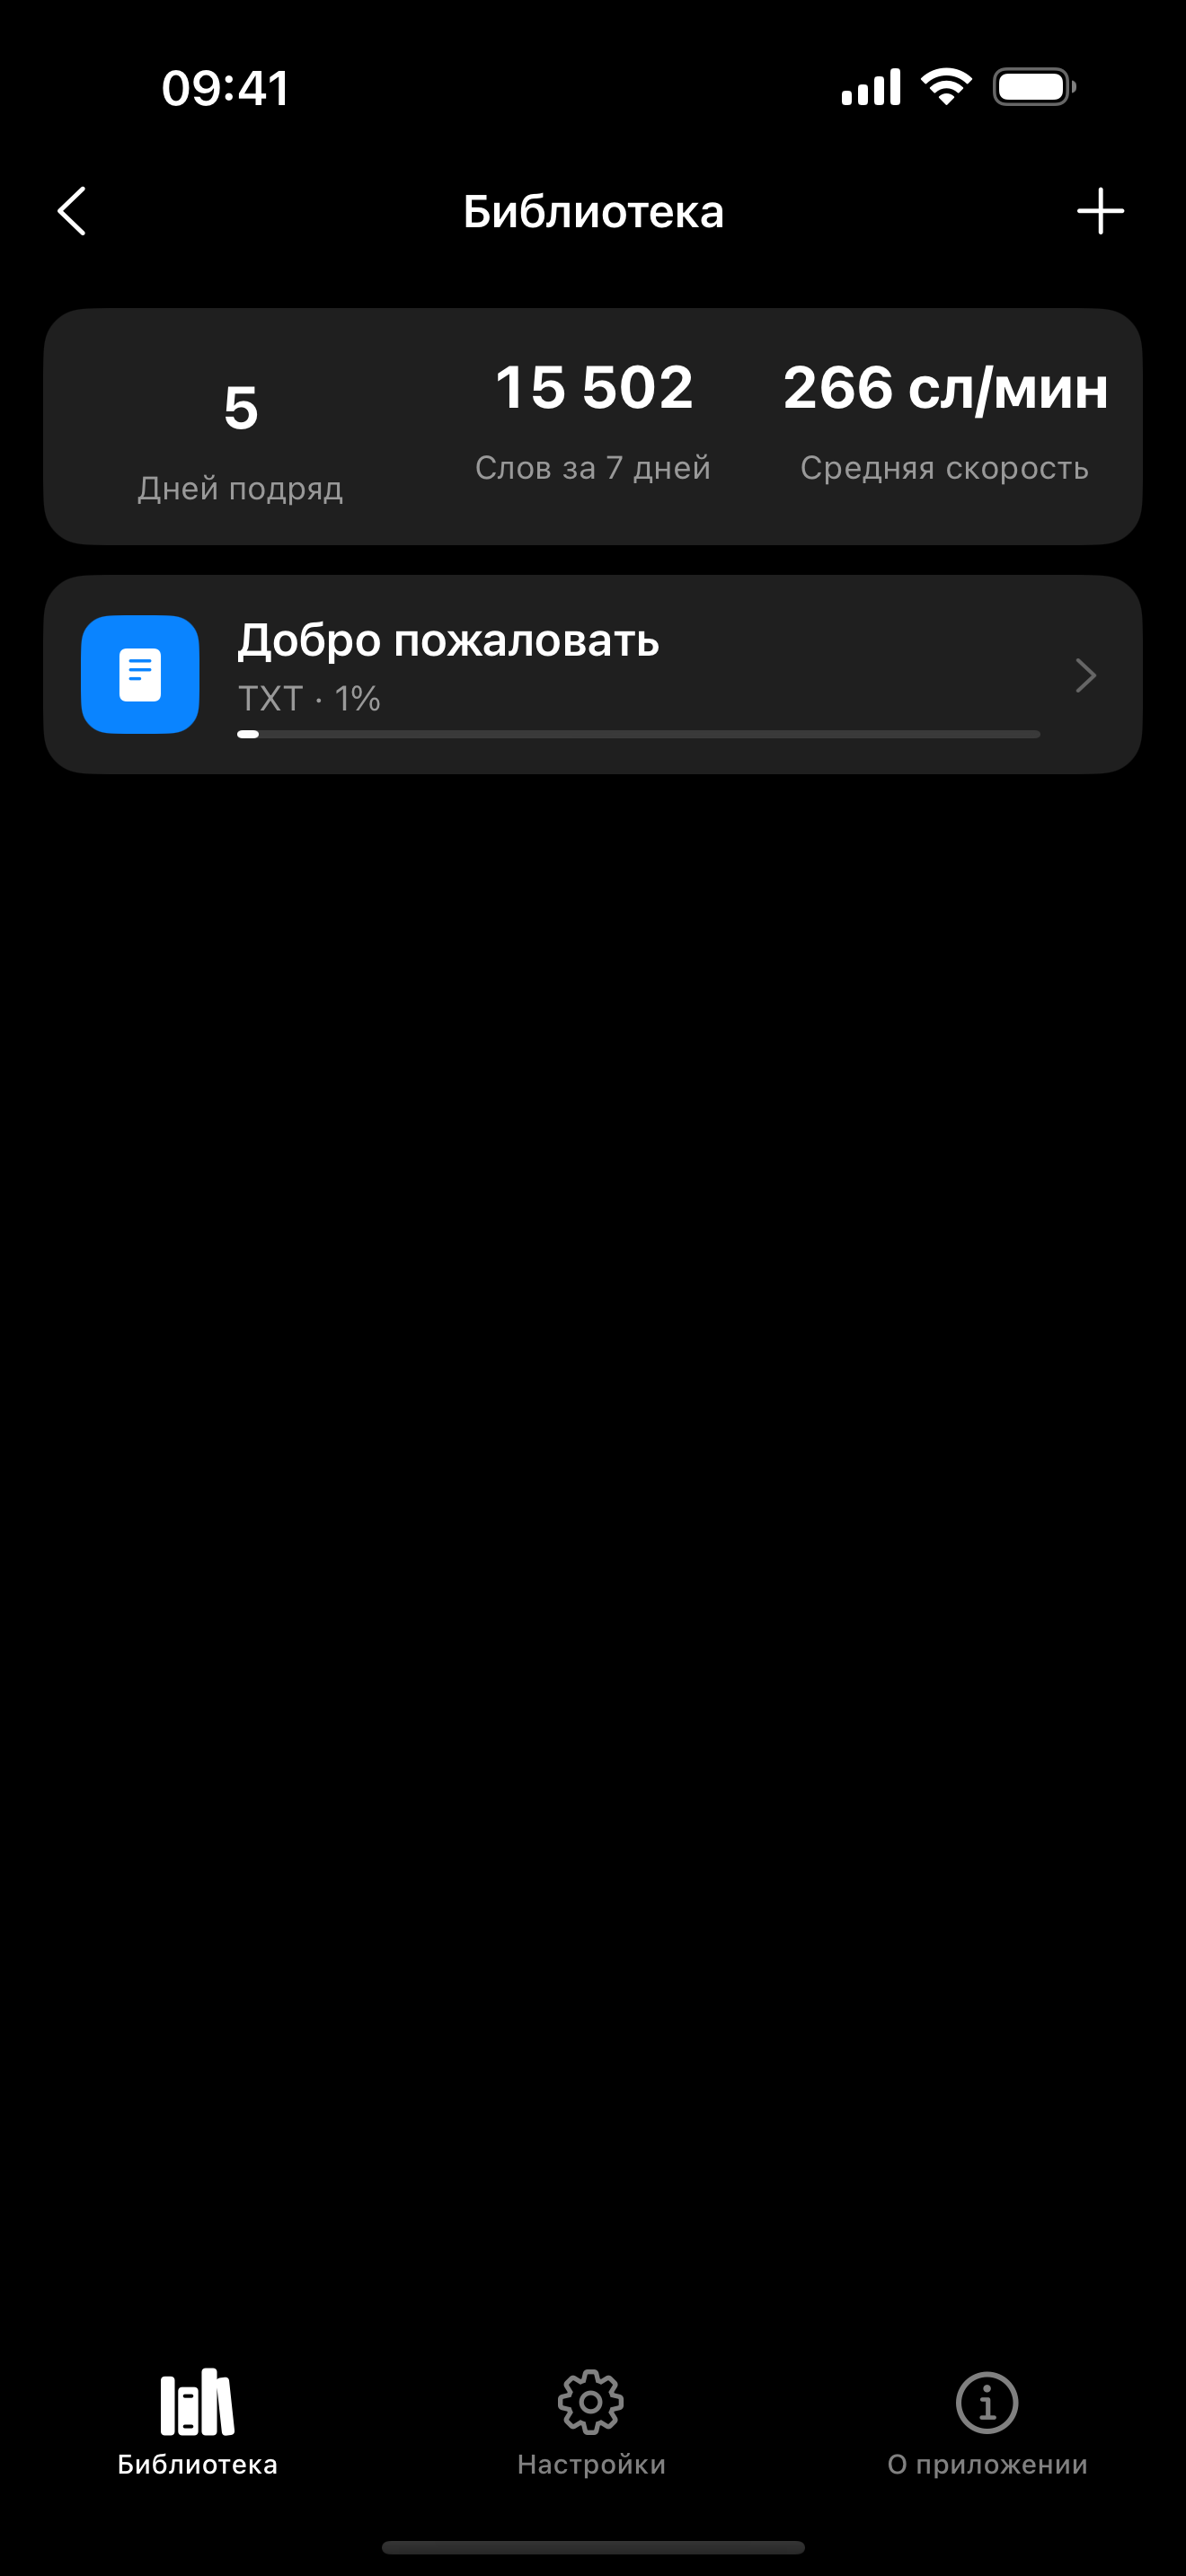 09:41
Библиотека
5
Дней подряд
15 502
Слов за 7 дней
266 сл/мин
Средняя скорость
Добро пожаловать
TXT · 1%
Библиотека
Настройки
О приложении